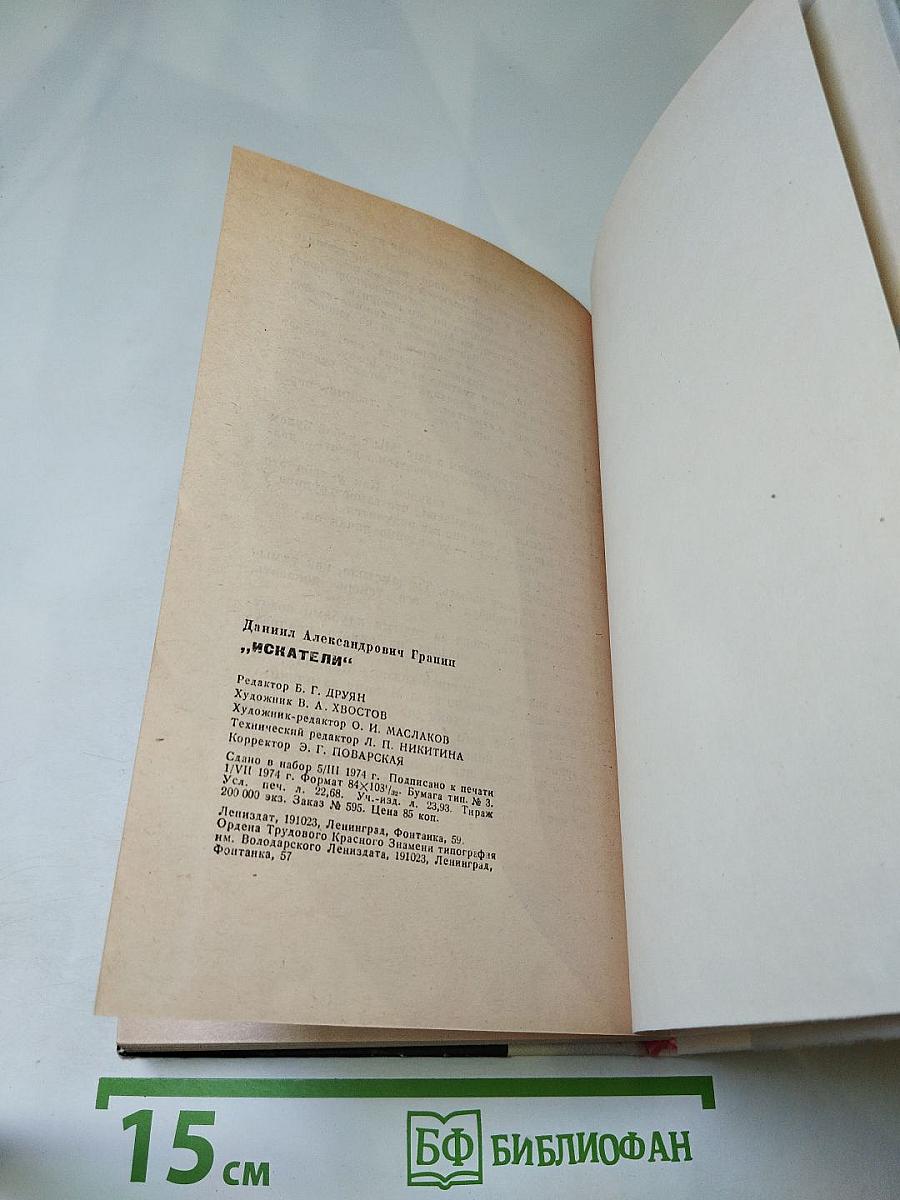 Даниил Александрович Гранин
„ИСКАТЕЛИ“
Редактор Б. Г. ДРУЯН
Художник В. А. ХВОСТОВ
Художник-редактор О. И. МАСЛАКОВ
Технический редактор Л. П. НИКИТИНА
Корректор Э. Г. ПОВАРСКАЯ
Сдано в набор 5/III 1974 г. Подписано к печати
1/VII 1974 г. Формат 84×103¹/₃₂. Бумага тип. № 3.
Усл. печ. л. 22,68. Уч.-изд. л. 23,93. Тираж
200 000 экз. Заказ № 595. Цена 85 коп.
Лениздат, 191023, Ленинград, Фонтанка, 59.
Ордена Трудового Красного Знамени типография
им. Володарского Лениздата, 191023, Ленинград,
Фонтанка, 57
15 см
БФ БИБЛИОФАН